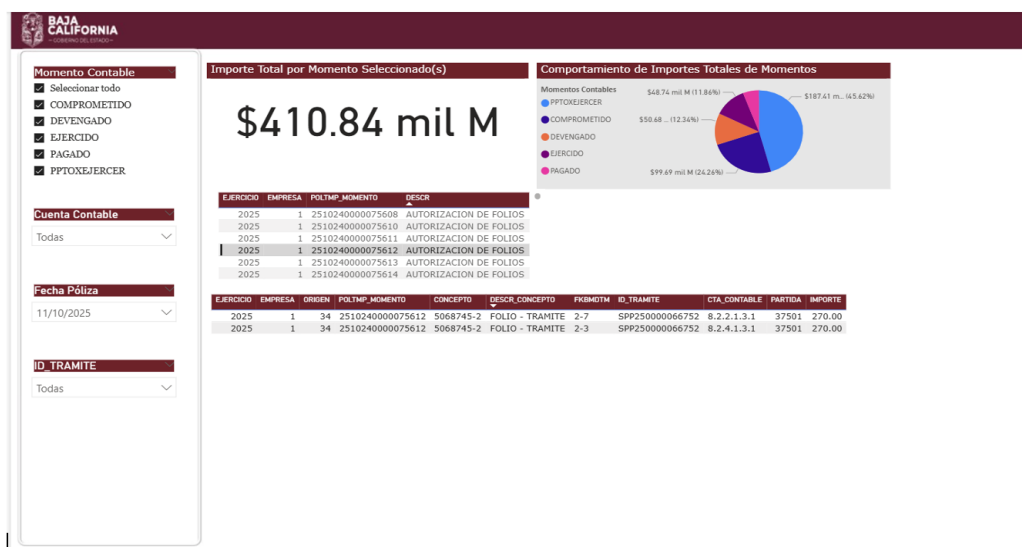 BAJA
CALIFORNIA
GOBIERNO DEL ESTADO
Momento Contable
Seleccionar todo
COMPROMETIDO
DEVENGADO
EJERCIDO
PAGADO
PPTOXEJERCER
Cuenta Contable
Todas
Fecha Póliza
11/10/2025
ID_TRAMITE
Todas
Importe Total por Momento Seleccionado(s)
$410.84 mil M
Comportamiento de Importes Totales de Momentos
Momentos Contables
PPTOXEJERCER
COMPROMETIDO
DEVENGADO
EJERCIDO
PAGADO
$48.74 mil M (11.86%)
$187.41 m... (45.62%)
$50.68 ... (12.34%)
$99.69 mil M (24.26%)
EJERCICIO EMPRESA POLTMP_MOMENTO DESCR
2025 1 2510240000075608 AUTORIZACION DE FOLIOS
2025 1 2510240000075610 AUTORIZACION DE FOLIOS
2025 1 2510240000075611 AUTORIZACION DE FOLIOS
2025 1 2510240000075612 AUTORIZACION DE FOLIOS
2025 1 2510240000075613 AUTORIZACION DE FOLIOS
2025 1 2510240000075614 AUTORIZACION DE FOLIOS
EJERCICIO EMPRESA ORIGEN POLTMP_MOMENTO CONCEPTO DESCR_CONCEPTO FKBMOTM ID_TRAMITE CTA_CONTABLE PARTIDA IMPORTE
2025 1 34 2510240000075612 5068745-2 FOLIO - TRAMITE 2-7 SPP250000066752 8.2.2.1.3.1 37501 270.00
2025 1 34 2510240000075612 5068745-2 FOLIO - TRAMITE 2-3 SPP250000066752 8.2.4.1.3.1 37501 270.00